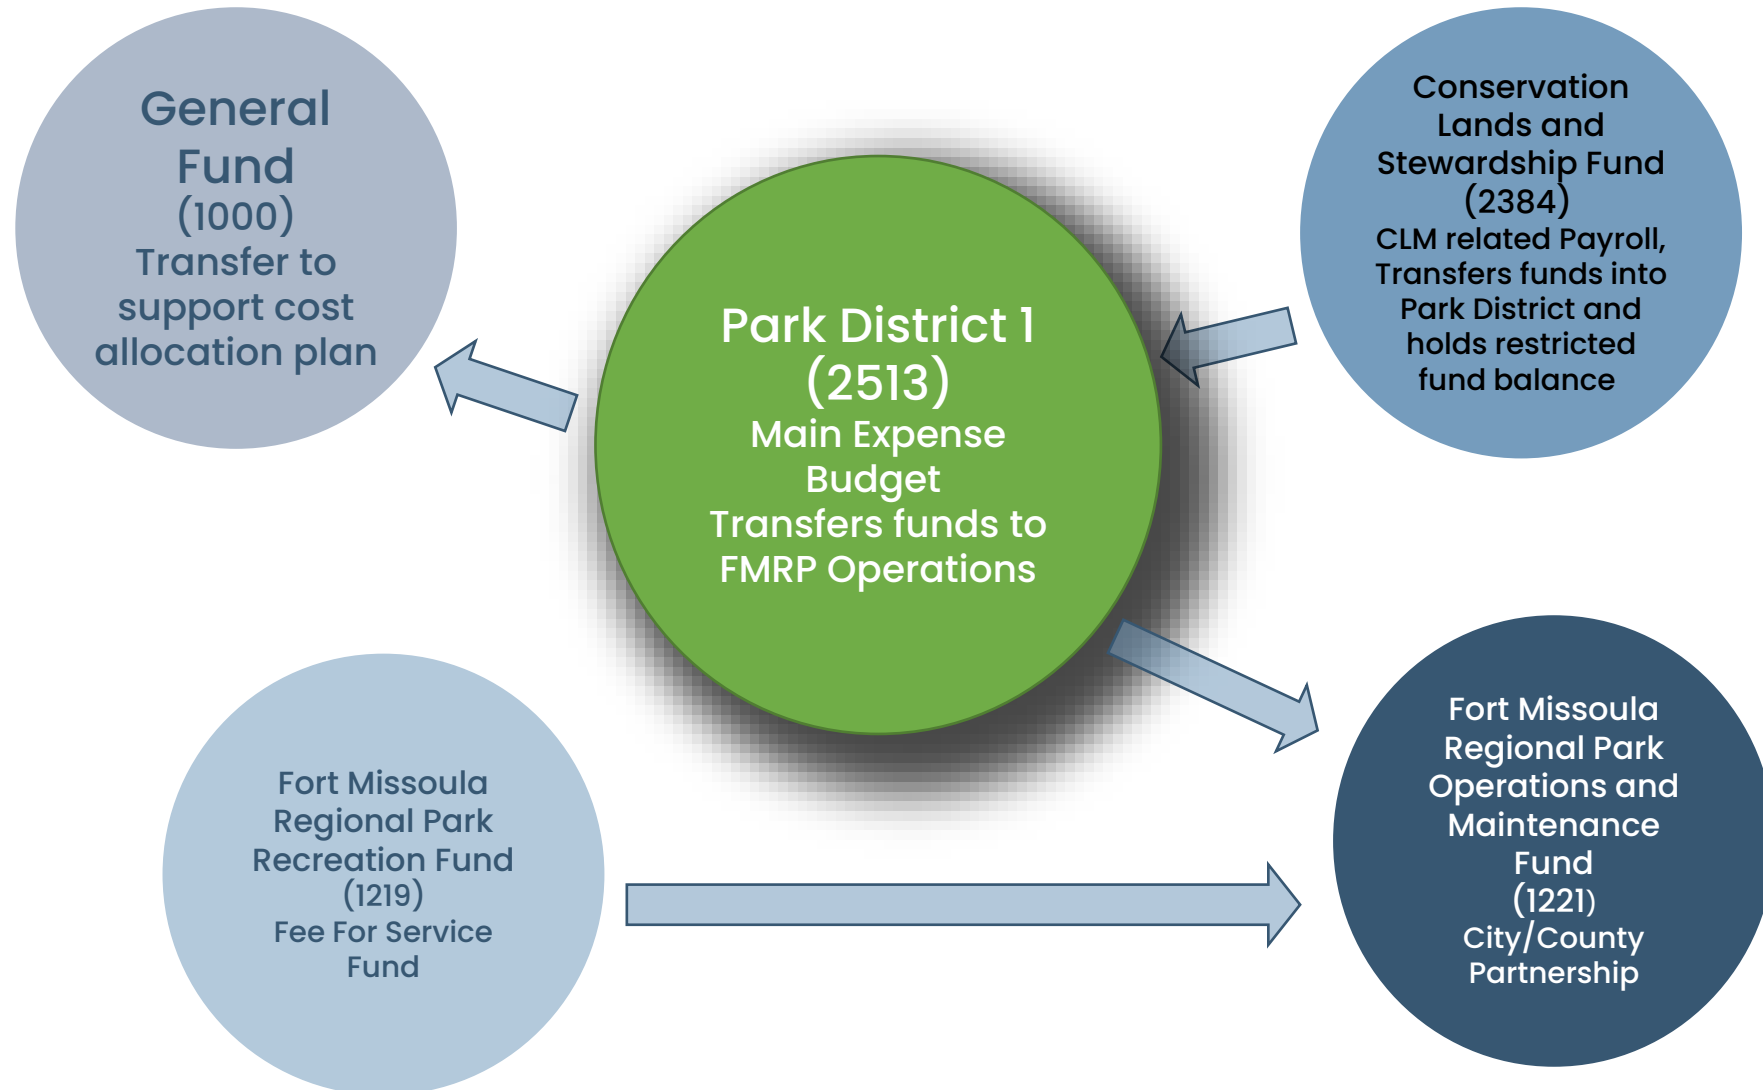 General
Fund
(1000)
Transfer to
support cost
allocation plan
Conservation
Lands and
Stewardship Fund
(2384)
CLM related Payroll,
Transfers funds into
Park District and
holds restricted
fund balance
Park District 1
(2513)
Main Expense
Budget
Transfers funds to
FMRP Operations
Fort Missoula
Regional Park
Recreation Fund
(1219)
Fee For Service
Fund
Fort Missoula
Regional Park
Operations and
Maintenance
Fund
(1221)
City/County
Partnership